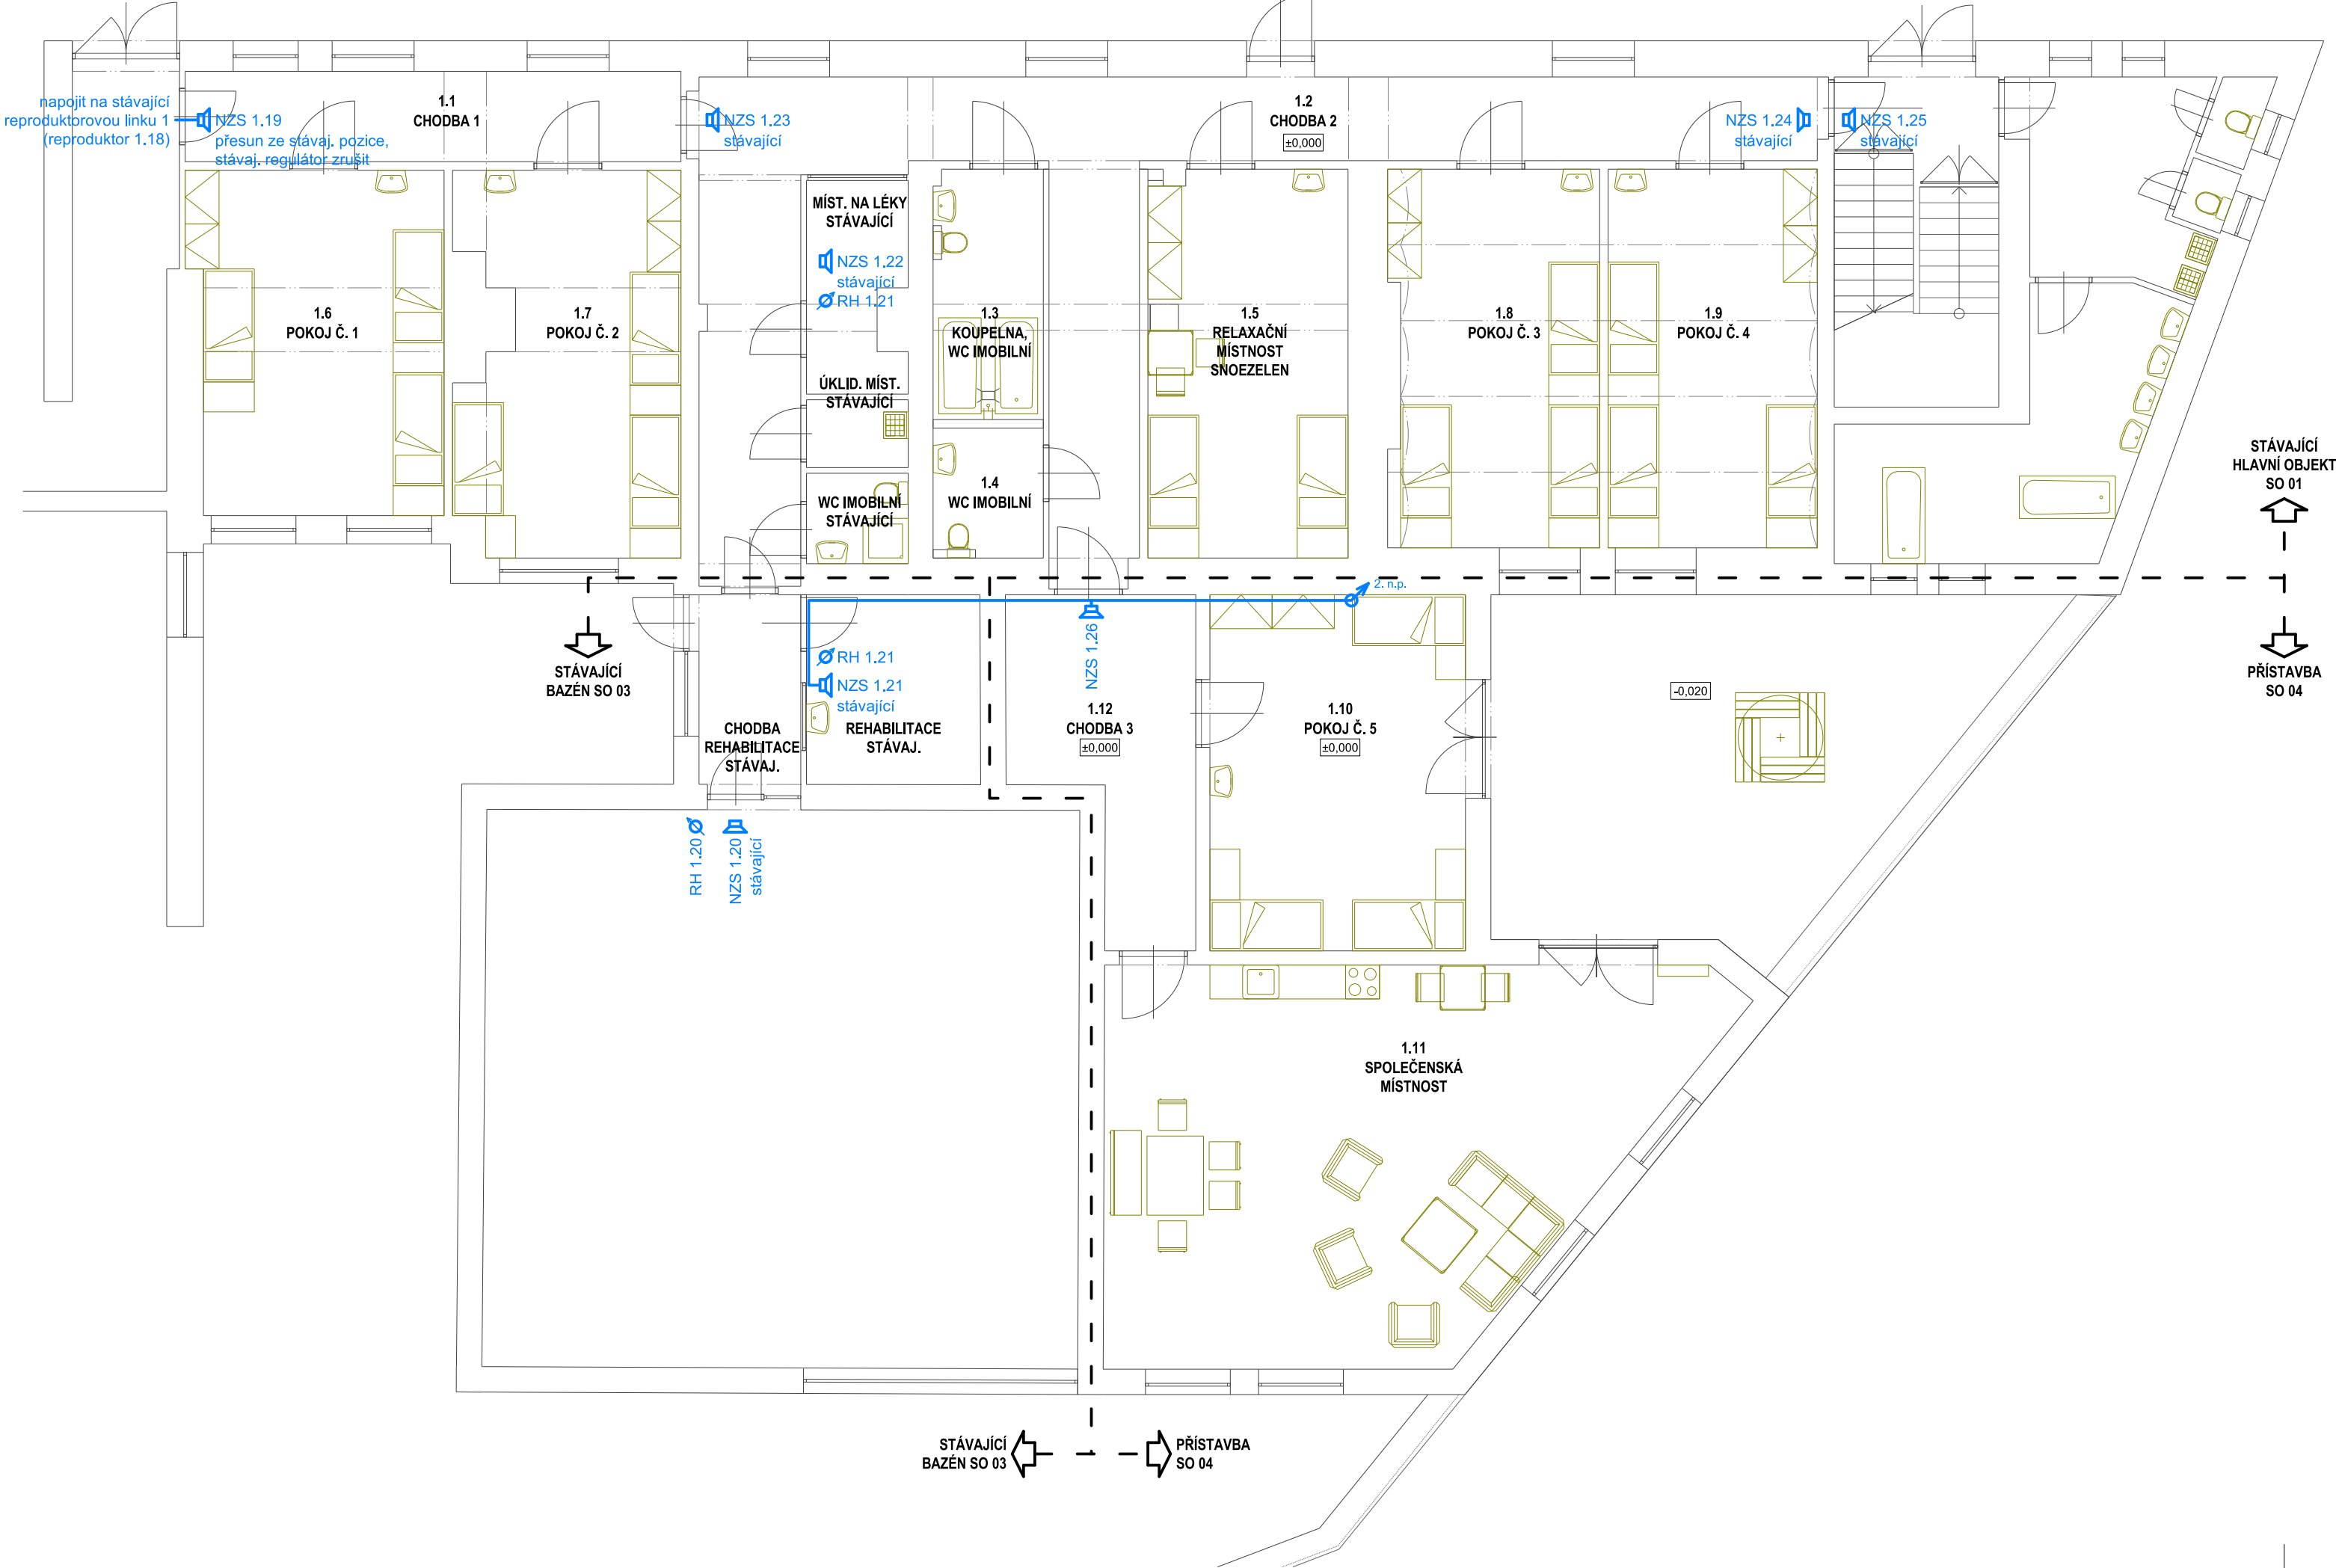 napojit na stávající
reproduktorovou linku 1
(reproduktor 1.18)
NZS 1.19
přesun ze stávaj. pozice,
stávaj. regulátor zrušit
1.1
CHODBA 1
NZS 1.23
stávající
1.2
CHODBA 2
±0,000
NZS 1.24
stávající
NZS 1.25
stávající
MÍST. NA LÉKY
STÁVAJÍCÍ
NZS 1.22
stávající
RH 1.21
1.6
POKOJ Č. 1
1.7
POKOJ Č. 2
1.3
KOUPELNA,
WC IMOBILNÍ
1.5
RELAXAČNÍ
MÍSTNOST
SNOEZELEN
1.8
POKOJ Č. 3
1.9
POKOJ Č. 4
ÚKLID. MÍST.
STÁVAJÍCÍ
WC IMOBILNÍ
STÁVAJÍCÍ
1.4
WC IMOBILNÍ
STÁVAJÍCÍ
HLAVNÍ OBJEKT
SO 01
2. n.p.
STÁVAJÍCÍ
BAZÉN SO 03
RH 1.21
NZS 1.21
stávající
NZS 1.26
PŘÍSTAVBA
SO 04
-0,020
CHODBA
REHABILITACE
STÁVAJ.
REHABILITACE
STÁVAJ.
1.12
CHODBA 3
±0,000
1.10
POKOJ Č. 5
±0,000
RH 1.20
NZS 1.20
stávající
1.11
SPOLEČENSKÁ
MÍSTNOST
STÁVAJÍCÍ
BAZÉN SO 03
PŘÍSTAVBA
SO 04